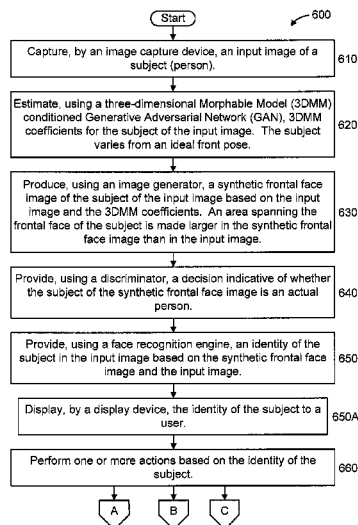 Start
600
Capture, by an image capture device, an input image of a
subject (person).
610
Estimate, using a three-dimensional Morphable Model (3DMM)
conditioned Generative Adversarial Network (GAN), 3DMM
coefficients for the subject of the input image. The subject
varies from an ideal front pose.
620
Produce, using an image generator, a synthetic frontal face
image of the subject of the input image based on the input
image and the 3DMM coefficients. An area spanning the
frontal face of the subject is made larger in the synthetic frontal
face image than in the input image.
630
Provide, using a discriminator, a decision indicative of whether
the subject of the synthetic frontal face image is an actual
person.
640
Provide, using a face recognition engine, an identity of the
subject in the input image based on the synthetic frontal face
image and the input image.
650
Display, by a display device, the identity of the subject to a
user.
650A
Perform one or more actions based on the identity of the
subject.
660
A B C